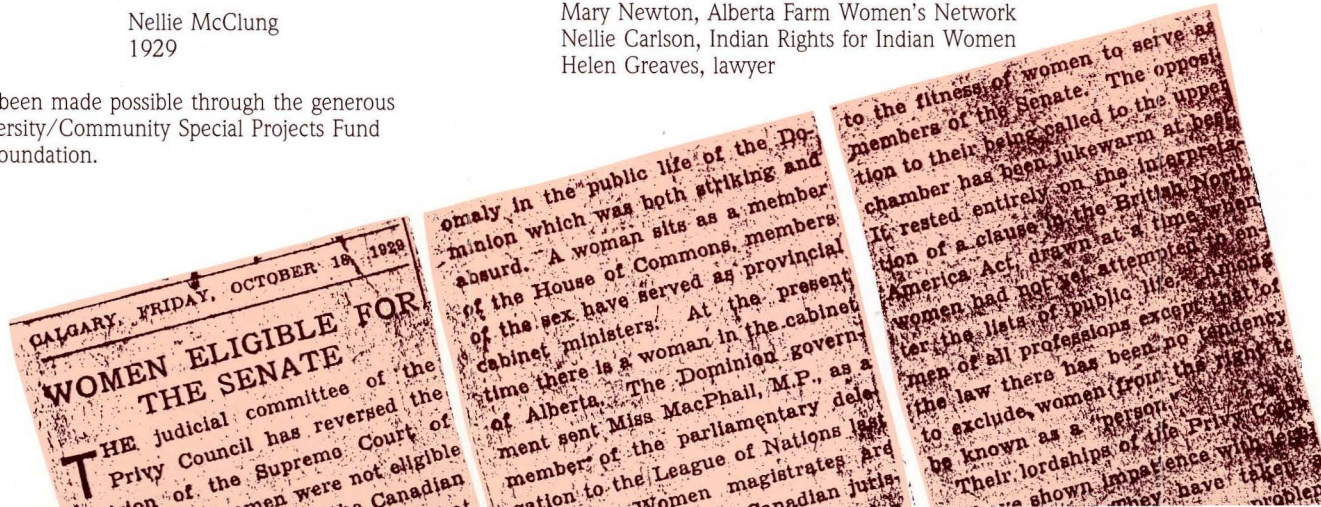 Nellie McClung
1929
been made possible through the generous
ersity/Community Special Projects Fund
oundation.
Mary Newton, Alberta Farm Women's Network
Nellie Carlson, Indian Rights for Indian Women
Helen Greaves, lawyer
CALGARY, FRIDAY, OCTOBER 18, 1929
WOMEN ELIGIBLE FOR
THE SENATE
THE judicial committee of the
Privy Council has reversed the
of the Supreme Court of
men were not eligible
Canadian
omaly in the public life of the Do-
minion which was both striking and
absurd. A woman sits as a member
of the House of Commons, members
of the sex have served as provincial
cabinet ministers. At the present
time there is a woman in the cabinet
of Alberta. The Dominion govern-
ment sent Miss MacPhail, M.P., as a
member of the parliamentary dele-
gation to the League of Nations last
Women magistrates are
Canadian juris-
to the fitness of women to serve as
members of the Senate. The opposi-
tion to their being called to the upper
chamber has been lukewarm at best.
It rested entirely on the interpreta-
tion of a clause in the British North
America Act, drawn at a time when
women had not yet attempted to en-
ter the lists of public life. Among
men of all professions except that of
the law there has been no tendency
to exclude women from the right to
be known as a "person."
Their lordships of the Privy Coun-
ve shown impatience with
They have taken a
problem